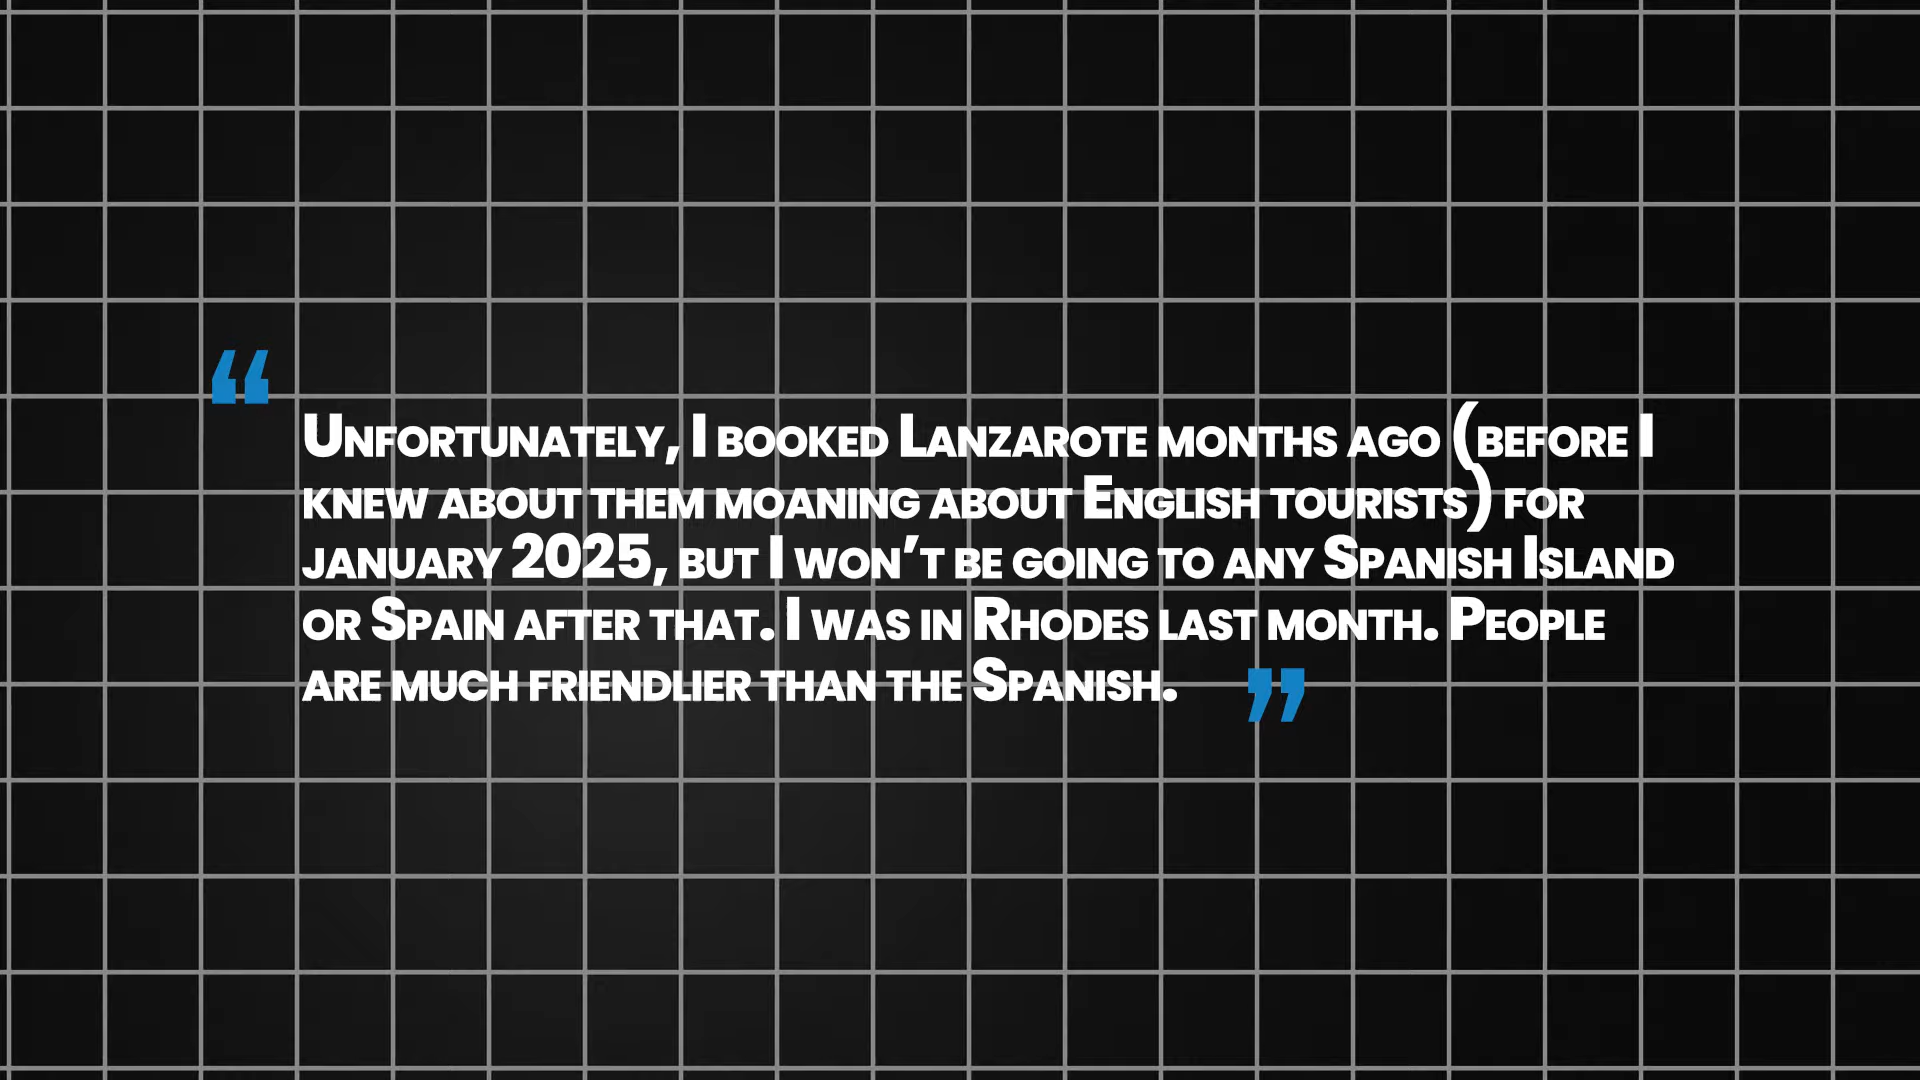 “Unfortunately, I booked Lanzarote months ago (before I
knew about them moaning about English tourists) for
january 2025, but I won’t be going to any Spanish Island
or Spain after that. I was in Rhodes last month. People
are much friendlier than the Spanish.”